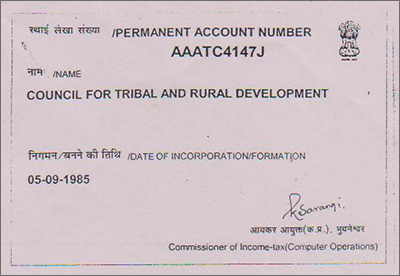 स्थाई लेखा संख्या /PERMANENT ACCOUNT NUMBER
AAATC4147J
नामः /NAME
COUNCIL FOR TRIBAL AND RURAL DEVELOPMENT
निगमन/बनने की तिथि /DATE OF INCORPORATION/FORMATION
05-09-1985
आयकर आयुक्त(क.प्र.), भुवनेश्वर
Commissioner of Income-tax(Computer Operations)